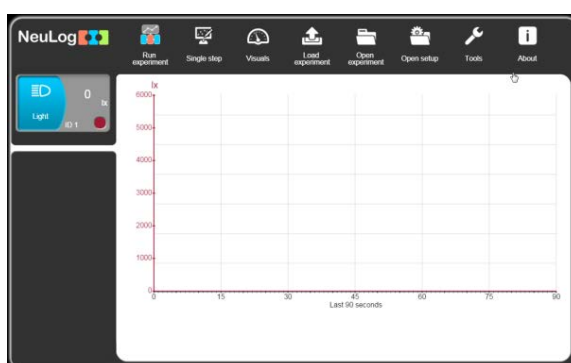 NeuLog
Run experiment
Single step
Visuals
Load experiment
Open experiment
Open setup
Tools
About
Light
0
lx
ID 1
lx
6000
5000
4000
3000
2000
1000
0
0 15 30 45 60 75 90
Last 90 seconds